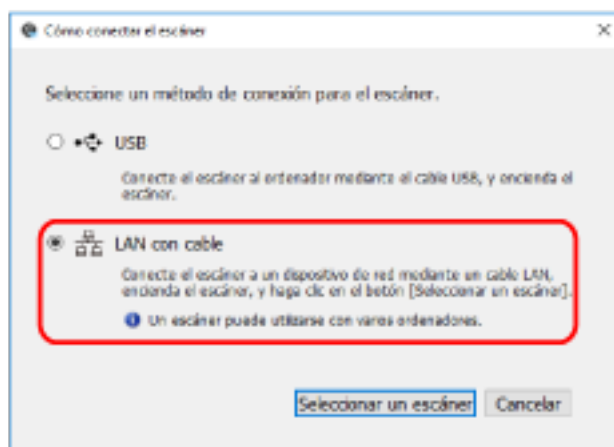 Cómo conectar el escáner
Seleccione un método de conexión para el escáner.
USB
Conecte el escáner al ordenador mediante el cable USB, y encienda el
escáner.
LAN con cable
Conecte el escáner a un dispositivo de red mediante un cable LAN,
encienda el escáner, y haga clic en el botón [Seleccionar un escáner].
Un escáner puede utilizarse con varios ordenadores.
Seleccionar un escáner Cancelar